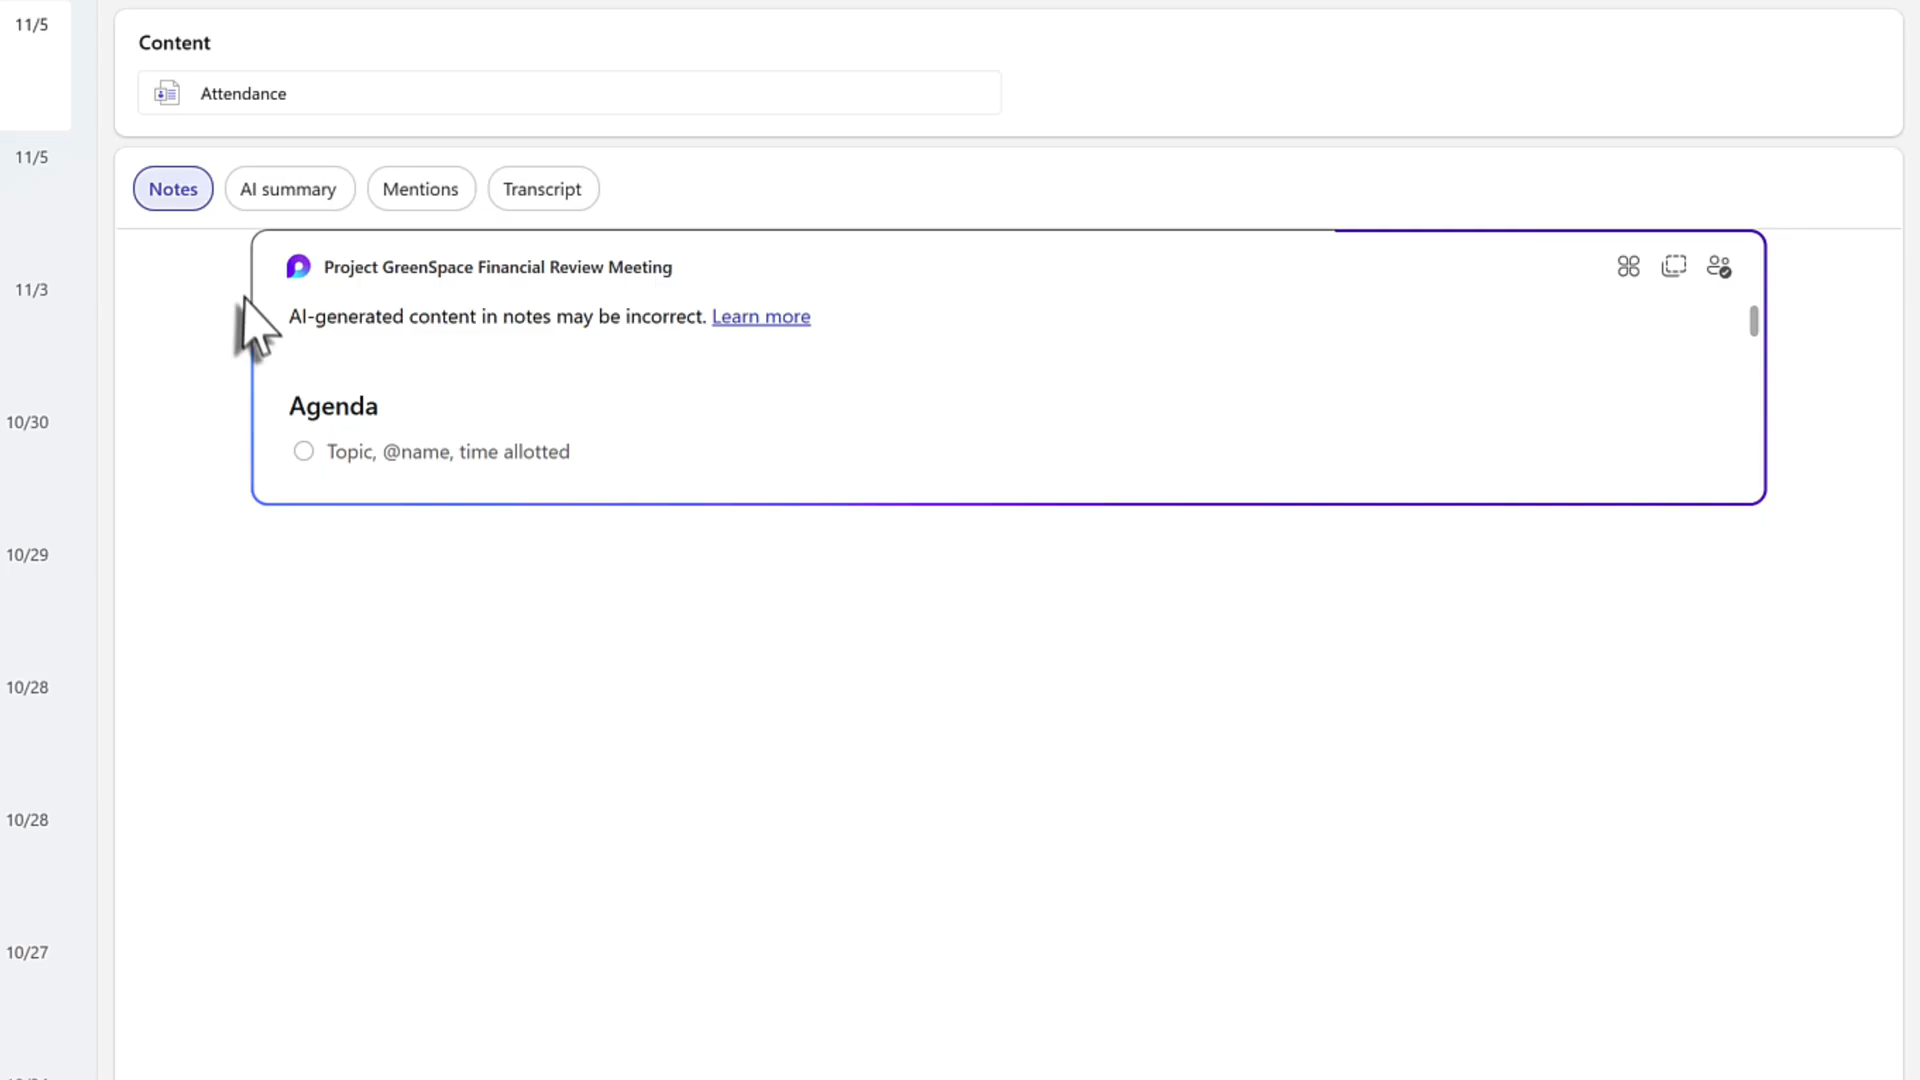 11/5
11/5
11/3
10/30
10/29
10/28
10/28
10/27
Content
Attendance
Notes
AI summary
Mentions
Transcript
Project GreenSpace Financial Review Meeting
AI-generated content in notes may be incorrect. Learn more
Agenda
Topic, @name, time allotted